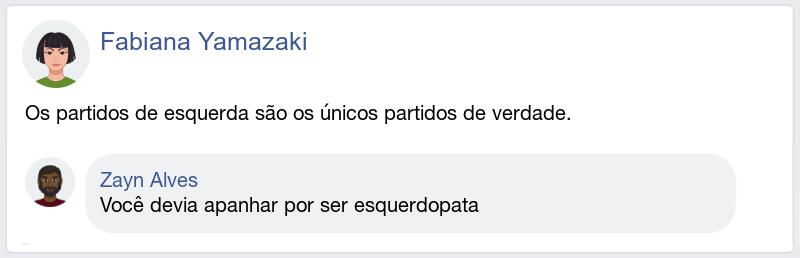 Fabiana Yamazaki
Os partidos de esquerda são os únicos partidos de verdade.
Zayn Alves
Você devia apanhar por ser esquerdopata